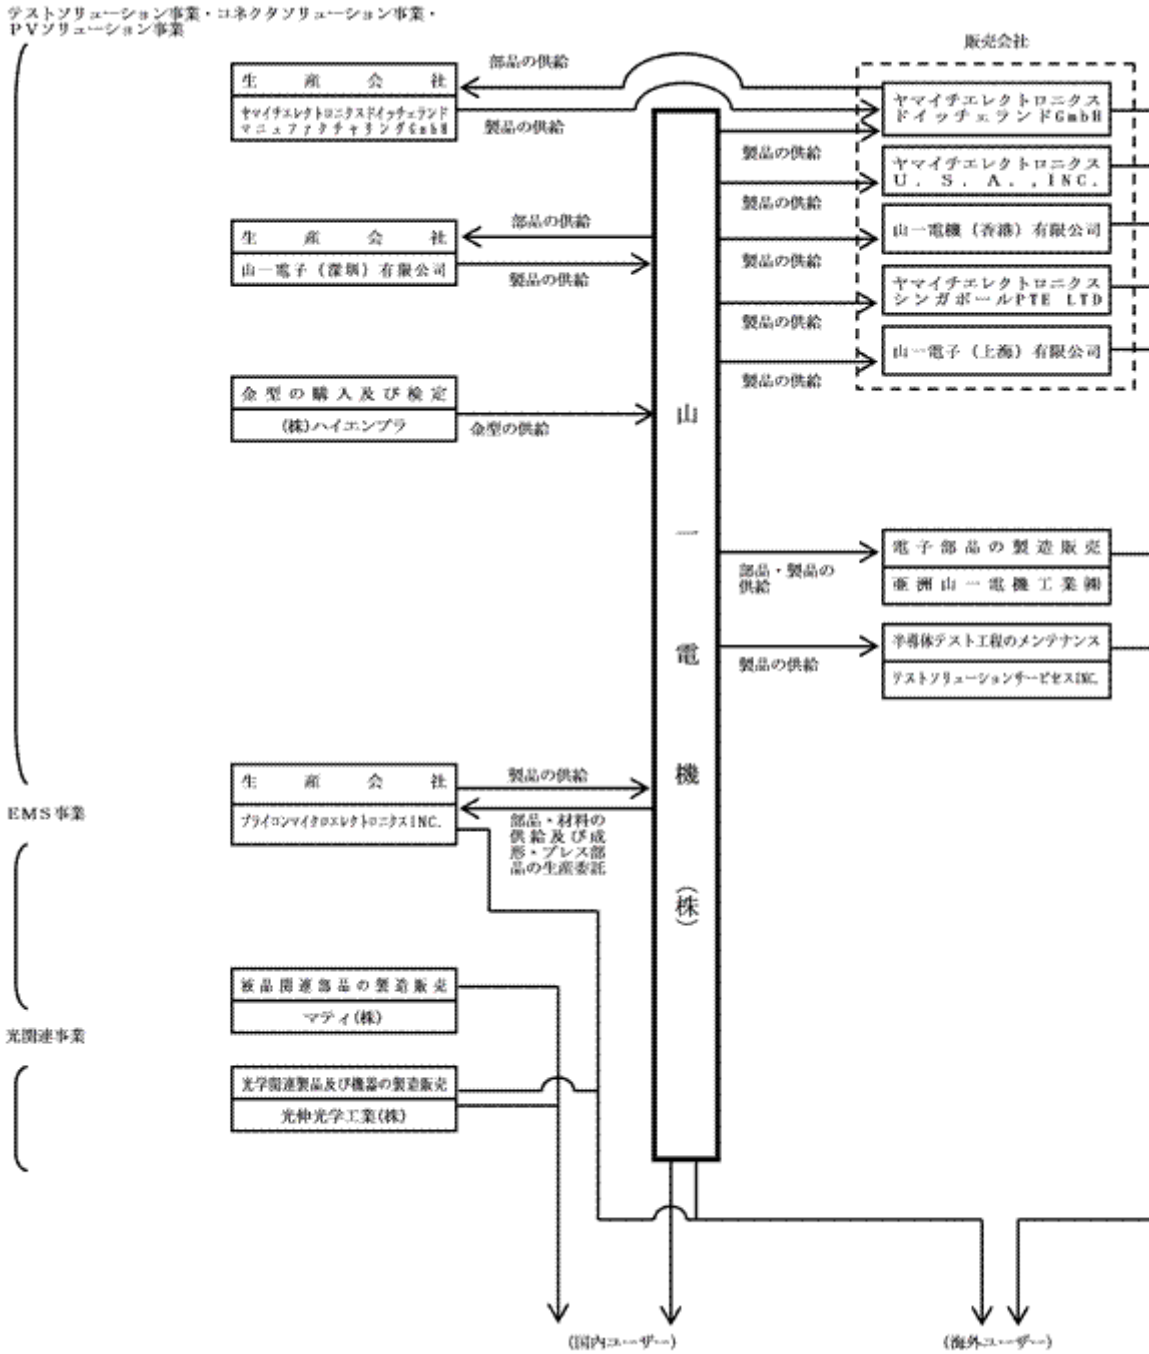 テストソリューション事業・コネクタソリューション事業・
PVソリューション事業
販売会社
部品の供給
生産会社
ヤマイチエレクトロニクスドイッチェランド
マニュファクチャリングGmbH
製品の供給
ヤマイチエレクトロニクス
ドイッチェランドGmbH
製品の供給
ヤマイチエレクトロニクス
U.S.A.,INC.
製品の供給
部品の供給
生産会社
山一電子(深圳)有限公司
製品の供給
山一電機(香港)有限公司
製品の供給
ヤマイチエレクトロニクス
シンガポールPTE LTD
製品の供給
山一電子(上海)有限公司
製品の供給
金型の購入及び検定
(株)ハイエンプラ
金型の供給
山一電機(株)
電子部品の製造販売
亜洲山一電機工業㈱
部品・製品の
供給
半導体テスト工程のメンテナンス
テストソリューションサービセスINC.
製品の供給
生産会社
プライコンマイクロエレクトロニクスINC.
製品の供給
部品・材料の
供給及び成
形・プレス部
品の生産委託
EMS事業
液晶関連部品の製造販売
マティ(株)
光関連事業
光学関連製品及び機器の製造販売
光伸光学工業(株)
(国内ユーザー)
(海外ユーザー)